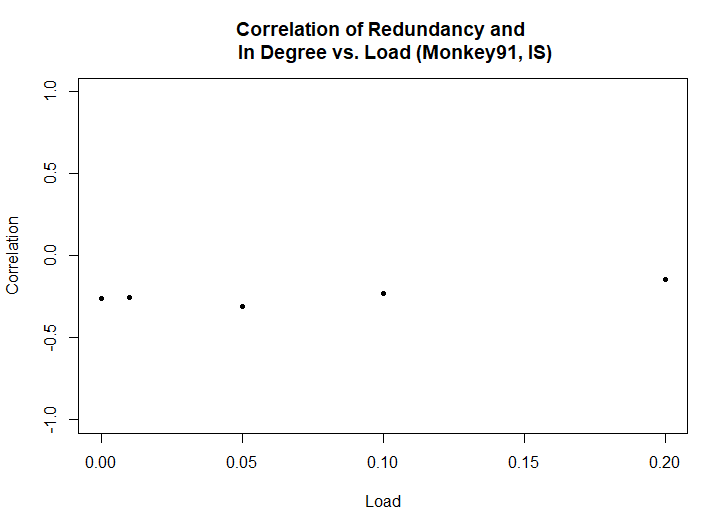 Correlation of Redundancy and
In Degree vs. Load (Monkey91, IS)
1.0
0.5
0.0
-0.5
-1.0
Correlation
0.00 0.05 0.10 0.15 0.20
Load